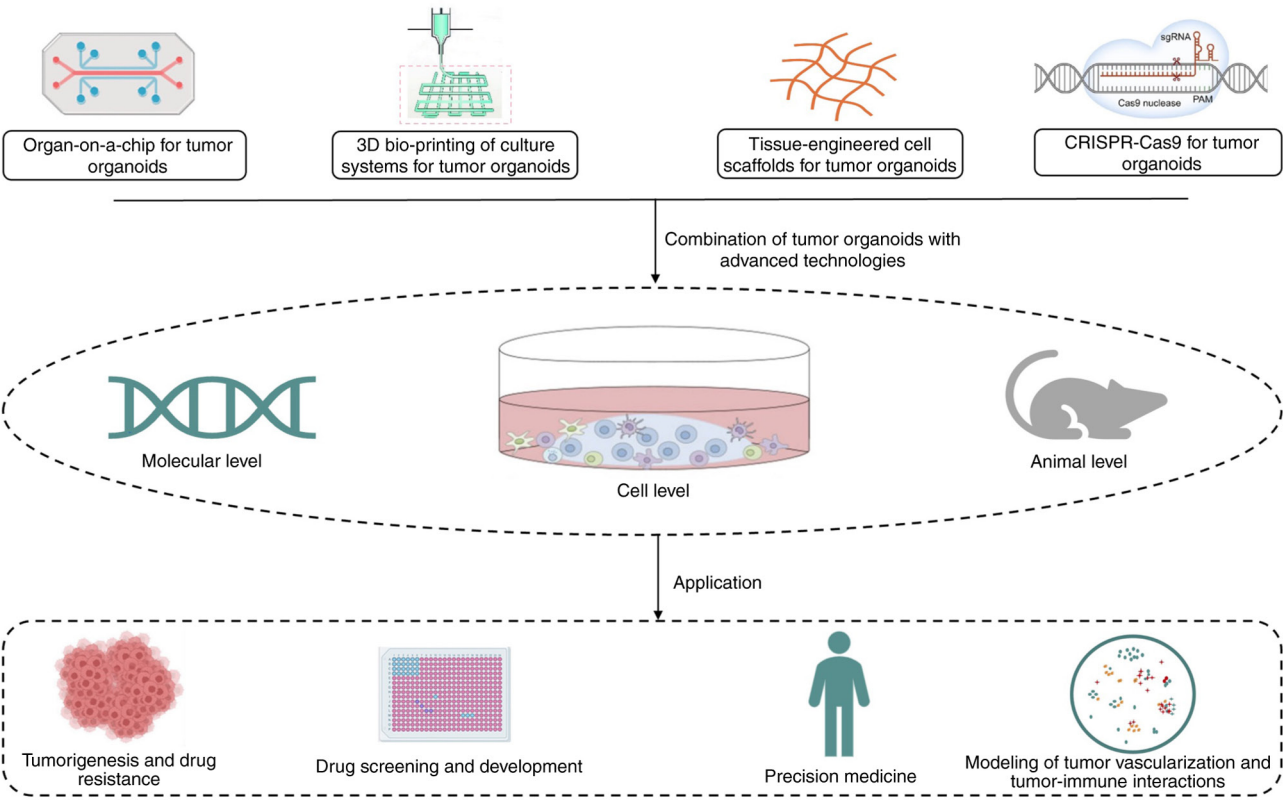 sgRNA
Cas9 nuclease
PAM
Organ-on-a-chip for tumor
organoids
3D bio-printing of culture
systems for tumor organoids
Tissue-engineered cell
scaffolds for tumor organoids
CRISPR-Cas9 for tumor
organoids
Combination of tumor organoids with
advanced technologies
Molecular level
Cell level
Animal level
Application
Tumorigenesis and drug
resistance
Drug screening and development
Precision medicine
Modeling of tumor vascularization and
tumor-immune interactions